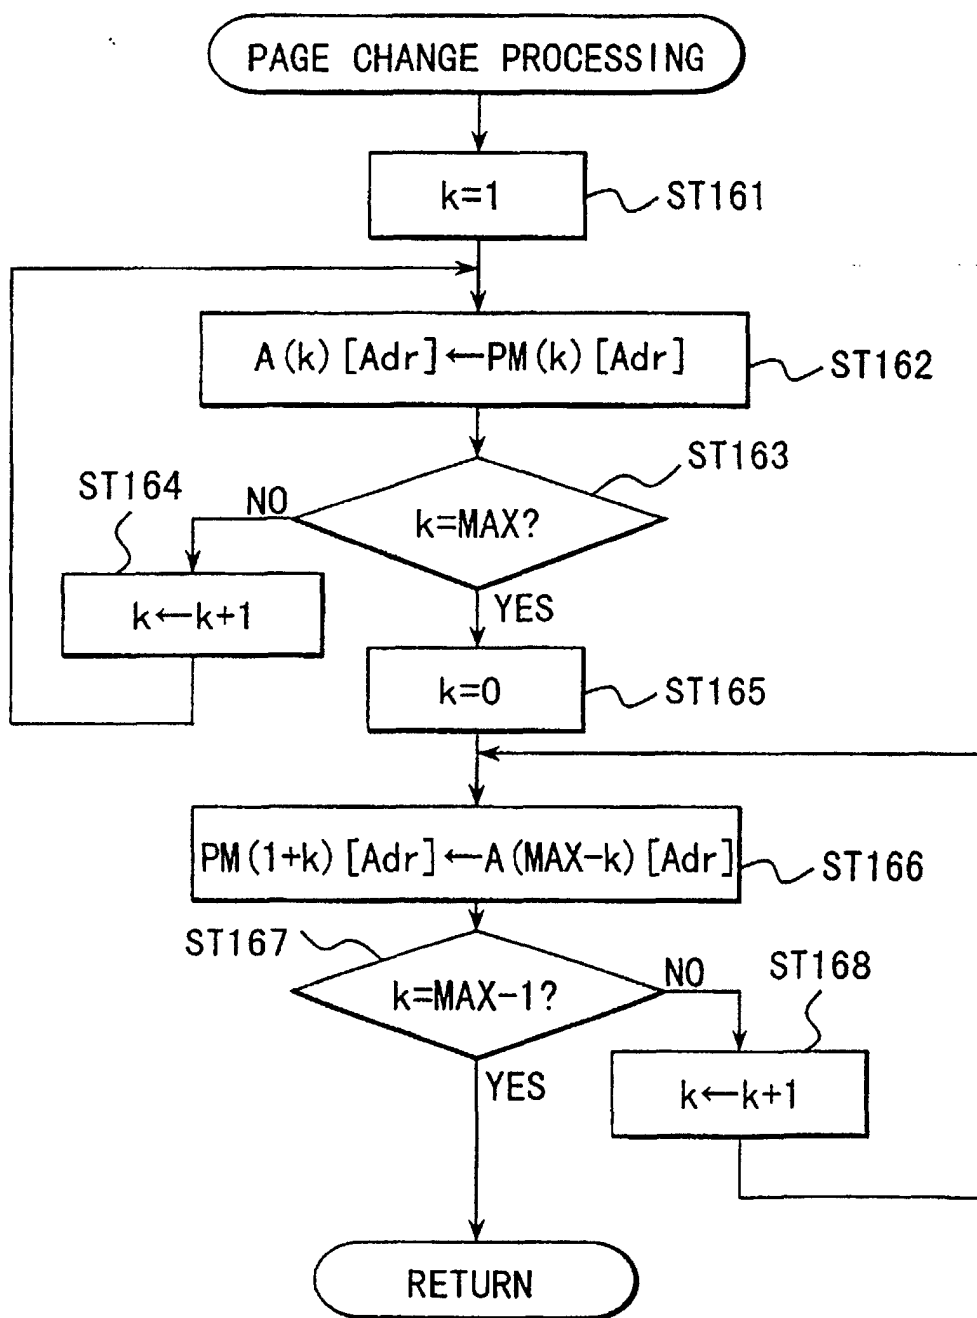 PAGE CHANGE PROCESSING
k=1
ST161
A(k)[Adr]←PM(k)[Adr]
ST162
ST163
ST164
NO
k=MAX?
k←k+1
YES
k=0
ST165
PM(1+k)[Adr]←A(MAX-k)[Adr]
ST166
ST167
k=MAX-1?
NO
ST168
YES
k←k+1
RETURN